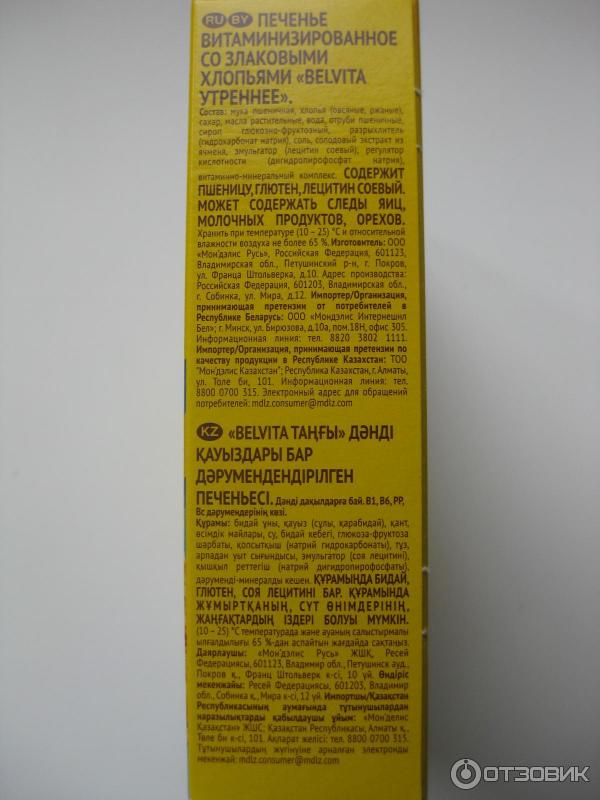 RU BY ПЕЧЕНЬЕ
ВИТАМИНИЗИРОВАННОЕ
СО ЗЛАКОВЫМИ
ХЛОПЬЯМИ «BELVITA
УТРЕННЕЕ».
Состав: мука пшеничная, хлопья (овсяные, ржаные),
сахар, масла растительные, вода, отруби пшеничные,
сироп глюкозно-фруктозный, разрыхлитель
(гидрокарбонат натрия), соль, солодовый экстракт из
ячменя, эмульгатор (лецитин соевый), регулятор
кислотности (дигидропирофосфат натрия),
витаминно-минеральный комплекс. СОДЕРЖИТ
ПШЕНИЦУ, ГЛЮТЕН, ЛЕЦИТИН СОЕВЫЙ.
МОЖЕТ СОДЕРЖАТЬ СЛЕДЫ ЯИЦ,
МОЛОЧНЫХ ПРОДУКТОВ, ОРЕХОВ.
Хранить при температуре (10 – 25) °С и относительной
влажности воздуха не более 65 %. Изготовитель: ООО
«Мон'дэлис Русь», Российская Федерация, 601123,
Владимирская обл., Петушинский р-н, г. Покров,
ул. Франца Штольверка, д.10. Адрес производства:
Российская Федерация, 601203, Владимирская обл.,
г. Собинка, ул. Мира, д.12. Импортер/Организация,
принимающая претензии от потребителей в
Республике Беларусь: ООО «Мондэлис Интернешнл
Бел»; г. Минск, ул. Бирюзова, д.10а, пом.18Н, офис 305.
Информационная линия: тел. 8820 3802 1111.
Импортер/Организация, принимающая претензии по
качеству продукции в Республике Казахстан: ТОО
"Мон'дэлис Казахстан"; Республика Казахстан, г. Алматы,
ул. Толе би, 101. Информационная линия: тел.
8800 0700 315. Электронный адрес для обращений
потребителей: mdlz.consumer@mdlz.com
KZ «BELVITA ТАҢҒЫ» ДӘНДІ
ҚАУЫЗДАРЫ БАР
ДӘРУМЕНДЕНДІРІЛГЕН
ПЕЧЕНЬЕСІ. Дәнді дақылдарға бай. В1, В6, РР,
Вс дәрумендерінің көзі.
Құрамы: бидай ұны, қауыз (сұлы, қарабидай), қант,
өсімдік майлары, су, бидай кебегі, глюкоза-фруктоза
шәрбаты, қопсытқыш (натрий гидрокарбонаты), тұз,
арпадан уыт сығындысы, эмульгатор (соя лецитині),
қышқыл реттегіш (натрий дигидропирофосфаты),
дәруменді-минералды кешен. ҚҰРАМЫНДА БИДАЙ,
ГЛЮТЕН, СОЯ ЛЕЦИТИНІ БАР. ҚҰРАМЫНДА
ЖҰМЫРТҚАНЫҢ, СҮТ ӨНІМДЕРІНІҢ,
ЖАҢҒАҚТАРДЫҢ ІЗДЕРІ БОЛУЫ МҮМКІН.
(10 – 25) °С температурада және ауаның салыстырмалы
ылғалдылығы 65 %-дан аспайтын жағдайда сақтаңыз.
Даярлаушы: «Мон'дэлис Русь» ЖШҚ, Ресей
Федерациясы, 601123, Владимир обл., Петушинск ауд.,
Покров қ., Франц Штольверк к-сі, 10 үй. Өндіріс
мекенжайы: Ресей Федерациясы, 601203, Владимир
обл., Собинка қ., Мира к-сі, 12 үй. Импортшы/Қазақстан
Республикасының аумағында тұтынушылардан
наразылықтарды қабылдаушы ұйым: «Мон'дэлис
Қазақстан» ЖШС; Қазақстан Республикасы, Алматы қ.,
Төле би к-сі, 101. Ақпарат желісі: тел. 8800 0700 315.
Тұтынушылардың жүгінуіне арналған электронды
мекенжай: mdlz.consumer@mdlz.com
ОТЗОВИК